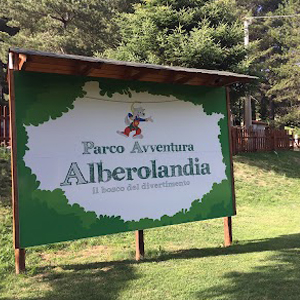 Parco Avventura
Alberolandia
il bosco del divertimento